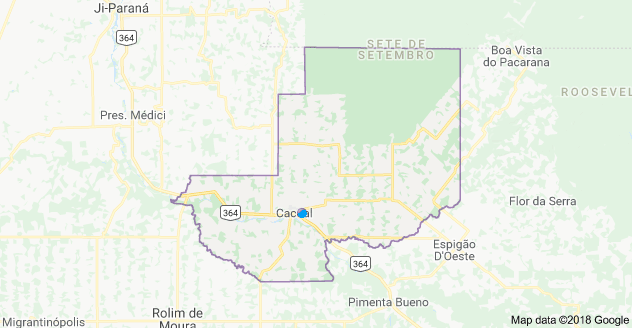 Ji-Paraná
364
SETE DE
SETEMBRO
Boa Vista
do Pacarana
ROOSEVEL
Pres. Médici
Flor da Serra
364
Cacoal
Espigão
D'Oeste
364
Pimenta Bueno
Rolim de
Moura
Migrantinópolis
Map data ©2018 Google